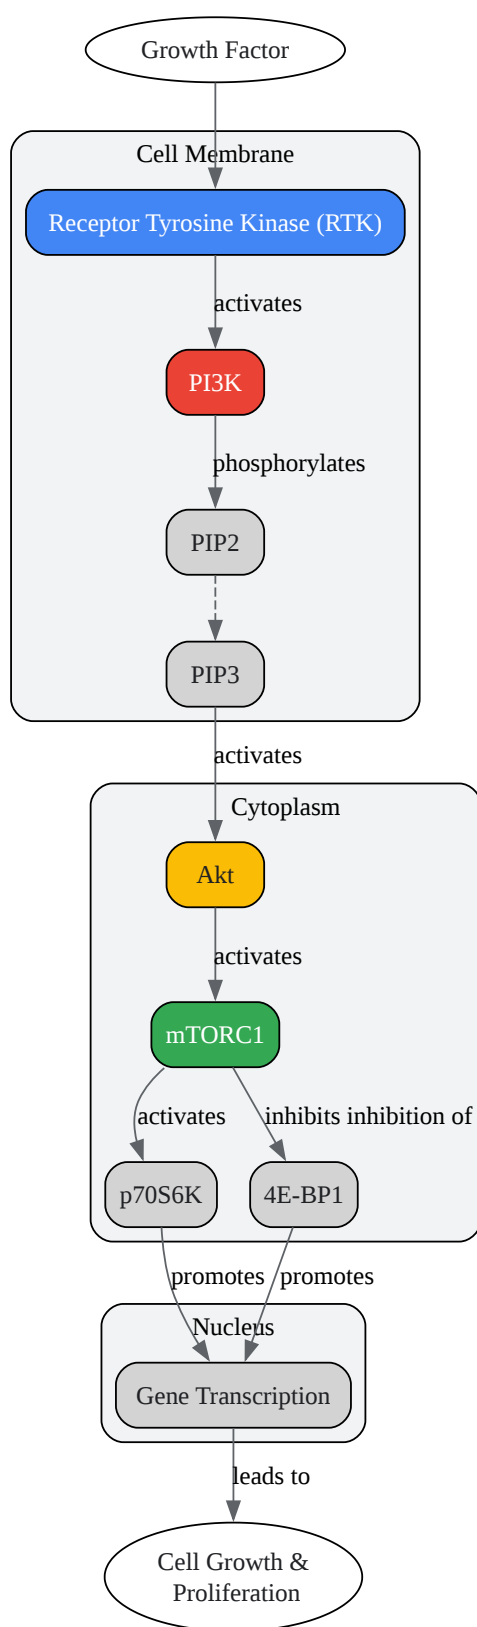 Growth Factor
Cell Membrane
Receptor Tyrosine Kinase (RTK)
activates
PI3K
phosphorylates
PIP2
PIP3
activates
Cytoplasm
Akt
activates
mTORC1
activates
inhibits inhibition of
p70S6K
4E-BP1
promotes
promotes
Nucleus
Gene Transcription
leads to
Cell Growth &
Proliferation